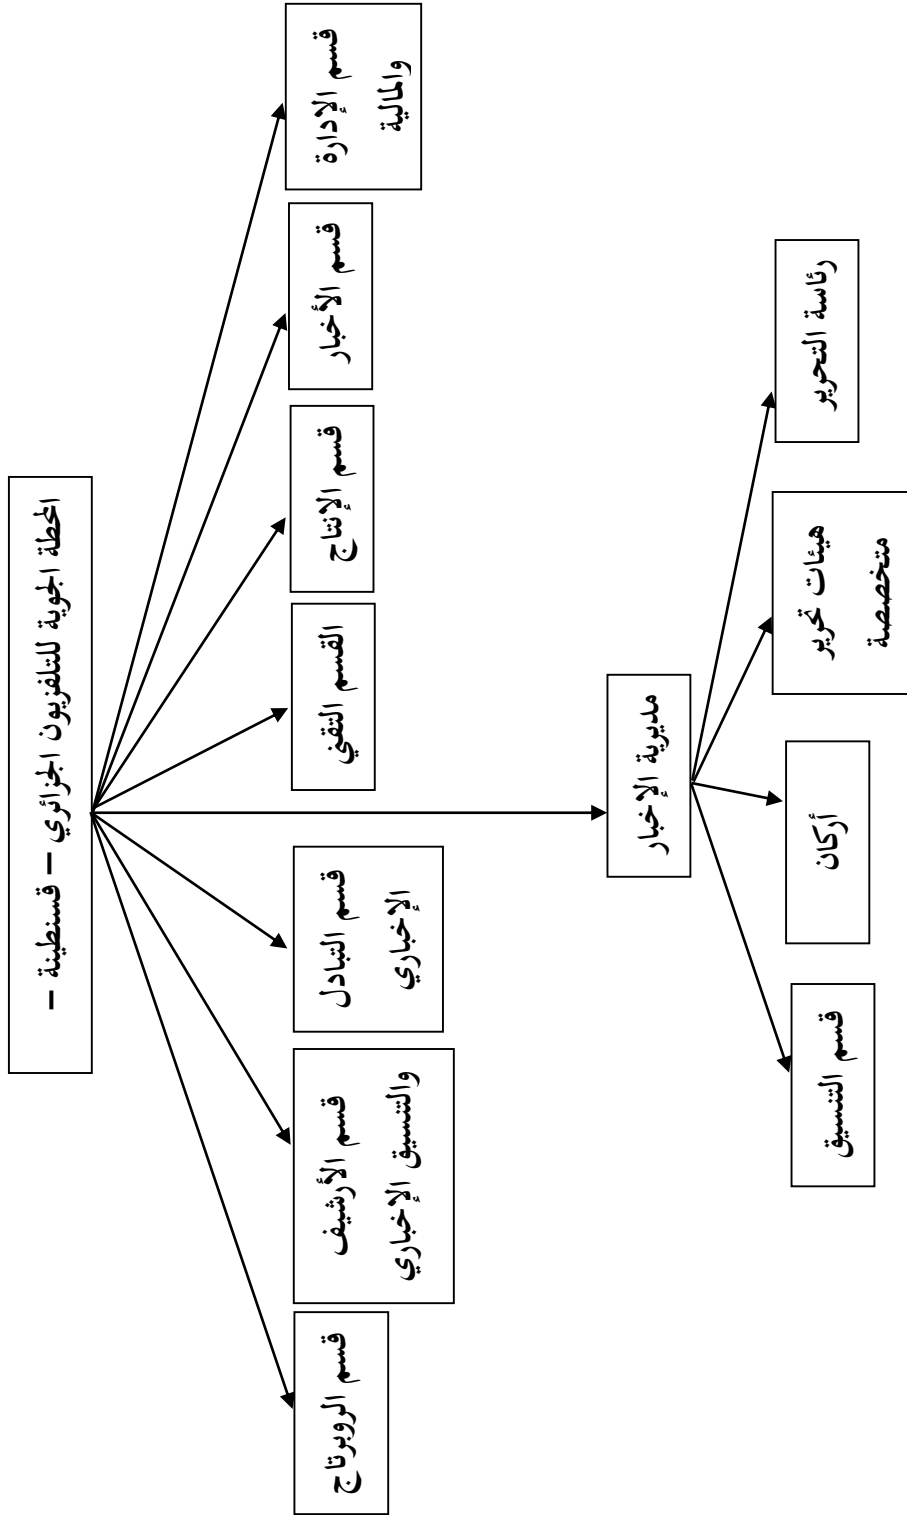 المحطة الجوية للتلفزيون الجزائري – قسنطينة –
قسم الإدارة
والمالية
قسم الأخبار
قسم الإنتاج
القسم التقني
قسم التبادل
الإخباري
قسم الأرشيف
والتنسيق الإخباري
قسم الروبرتاج
مديرية الإخبار
رئاسة التحرير
هيئات تحرير
متخصصة
أركان
قسم التنسيق